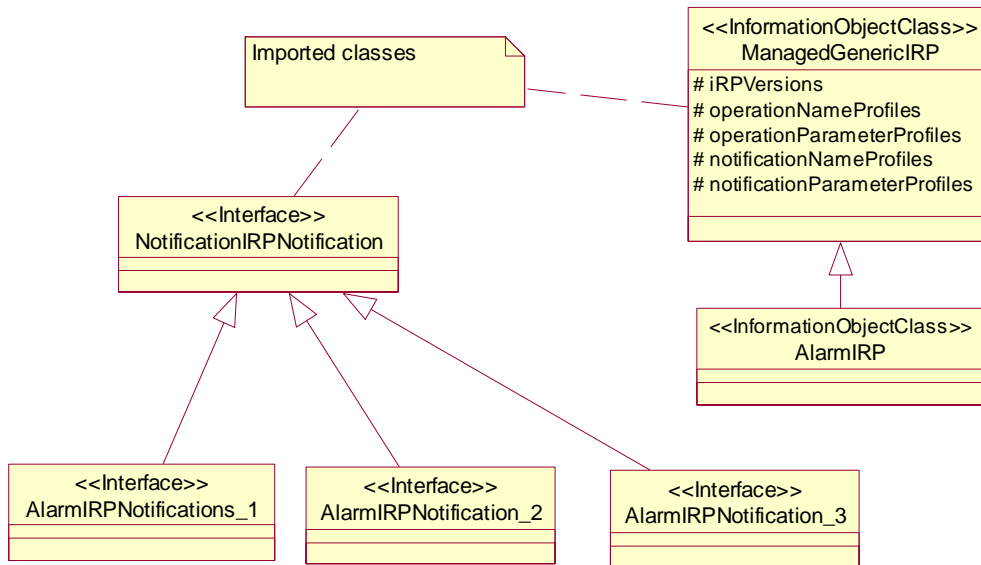 Imported classes
<<InformationObjectClass>>
ManagedGenericIRP
# iRPVersions
# operationNameProfiles
# operationParameterProfiles
# notificationNameProfiles
# notificationParameterProfiles
<<Interface>>
NotificationIRPNotification
<<InformationObjectClass>>
AlarmIRP
<<Interface>>
AlarmIRPNotifications_1
<<Interface>>
AlarmIRPNotification_2
<<Interface>>
AlarmIRPNotification_3